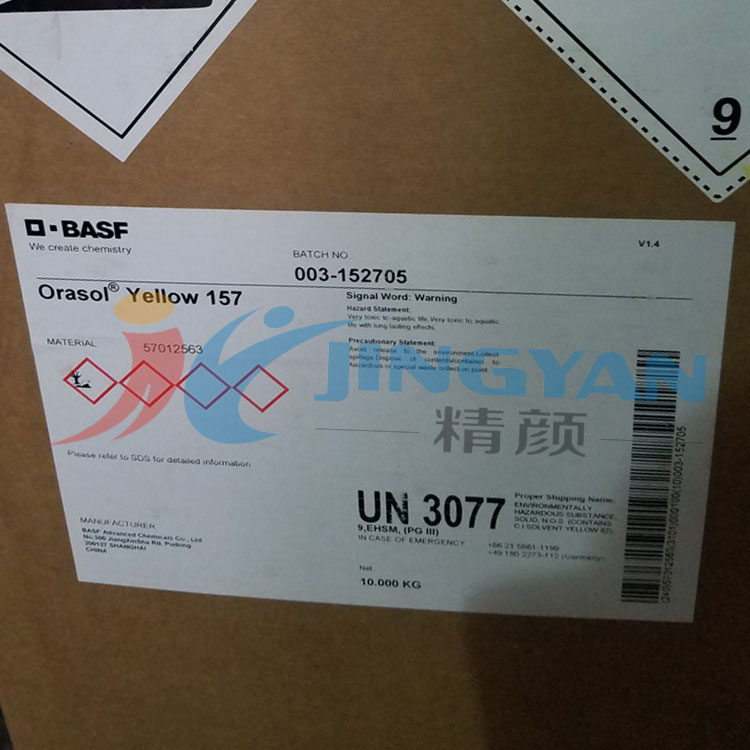 9
BASF
We create chemistry
V1.4
BATCH NO
003-152705
Orasol® Yellow 157
Signal Word: Warning
Hazard Statement:
Very toxic to aquatic life.Very toxic to aquatic
life with long lasting effects.
Precautionary Statement:
Avoid release to the environment.Collect
spillage.Dispose of contents/container to
hazardous or special waste collection point.
MATERIAL
57012563
JINGYAN
精颜
Please refer to SDS for detailed information
UN 3077
9,EHSM, (PG III)
IN CASE OF EMERGENCY
Proper Shipping Name:
ENVIRONMENTALLY
HAZARDOUS SUBSTANCE,
SOLID, N.O.S. (CONTAINS
C.I.SOLVENT YELLOW 82),
+86 21 5861-1199
+49 180 2273-112 (Germany)
MANUFACTURER
BASF Advanced Chemicals Co., Ltd
No.300 JiangXinSha Rd, Pudong
200137 SHANGHAI
CHINA
Net
10.000 KG